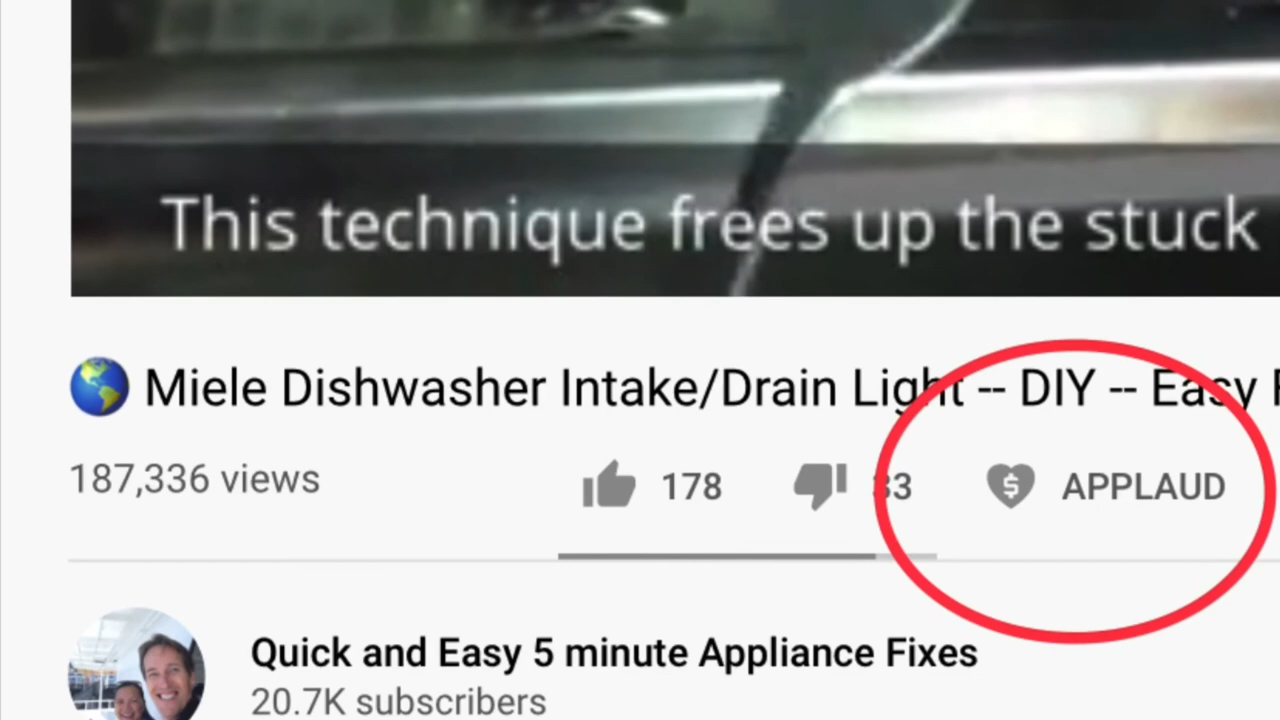 This technique frees up the stuck
Miele Dishwasher Intake/Drain Light -- DIY -- Easy
187,336 views 178 33 $ APPLAUD
Quick and Easy 5 minute Appliance Fixes
20.7K subscribers